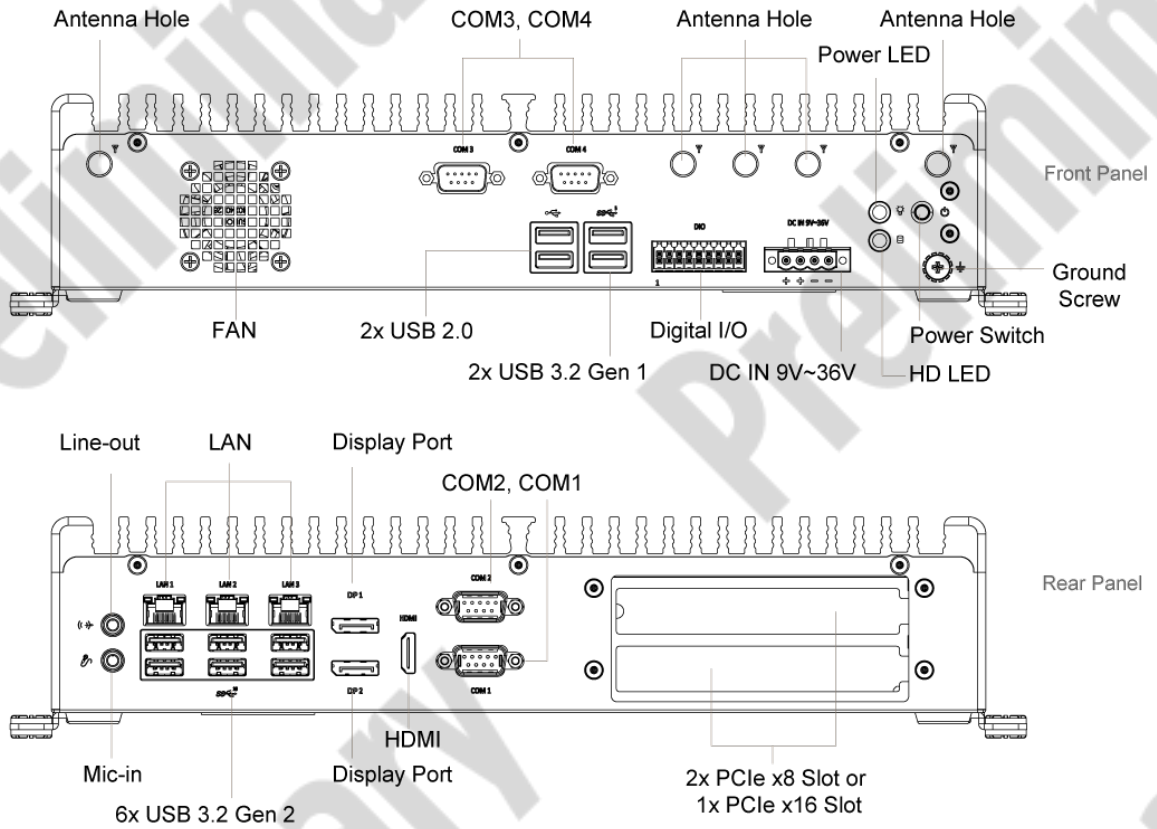 Antenna Hole
COM3, COM4
Antenna Hole
Antenna Hole
Power LED
COM 3
COM 4
Front Panel
DIO
DC IN 9V~36V
1
+ + − −
Ground
Screw
FAN
2x USB 2.0
Digital I/O
Power Switch
2x USB 3.2 Gen 1
DC IN 9V~36V
HD LED
Line-out
LAN
Display Port
COM2, COM1
LAN 1
LAN 2
LAN 3
DP 1
COM 2
HDMI
Rear Panel
SS 10
DP 2
COM 1
HDMI
Mic-in
Display Port
2x PCIe x8 Slot or
1x PCIe x16 Slot
6x USB 3.2 Gen 2
Preliminary